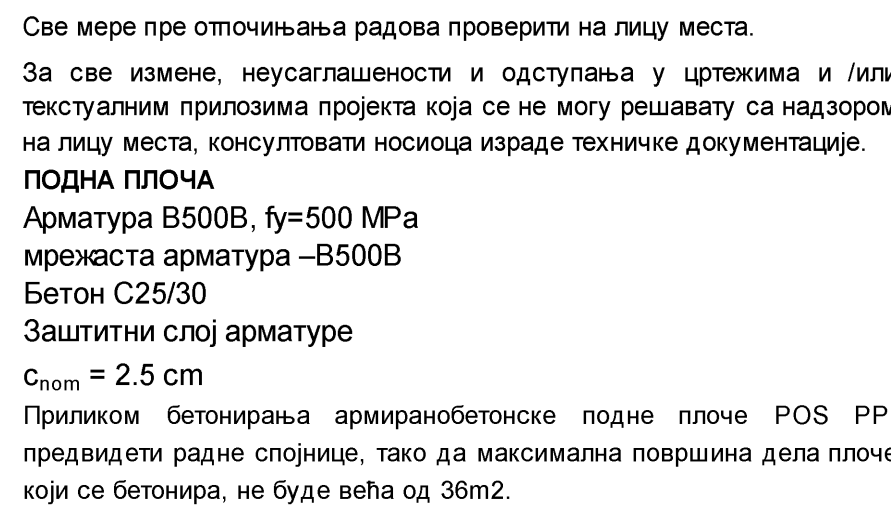 Све мере пре отпочињања радова проверити на лицу места.
За све измене, неусаглашености и одступања у цртежима и /или
текстуалним прилозима пројекта која се не могу решавату са надзором
на лицу места, консултовати носиоца израде техничке документације.
ПОДНА ПЛОЧА
Арматура B500B, fy=500 MPa
мрежаста арматура –B500B
Бетон C25/30
Заштитни слој арматуре
cnom = 2.5 cm
Приликом бетонирања армиранобетонске подне плоче POS PP
предвидети радне спојнице, тако да максимална површина дела плоче
који се бетонира, не буде већа од 36m2.